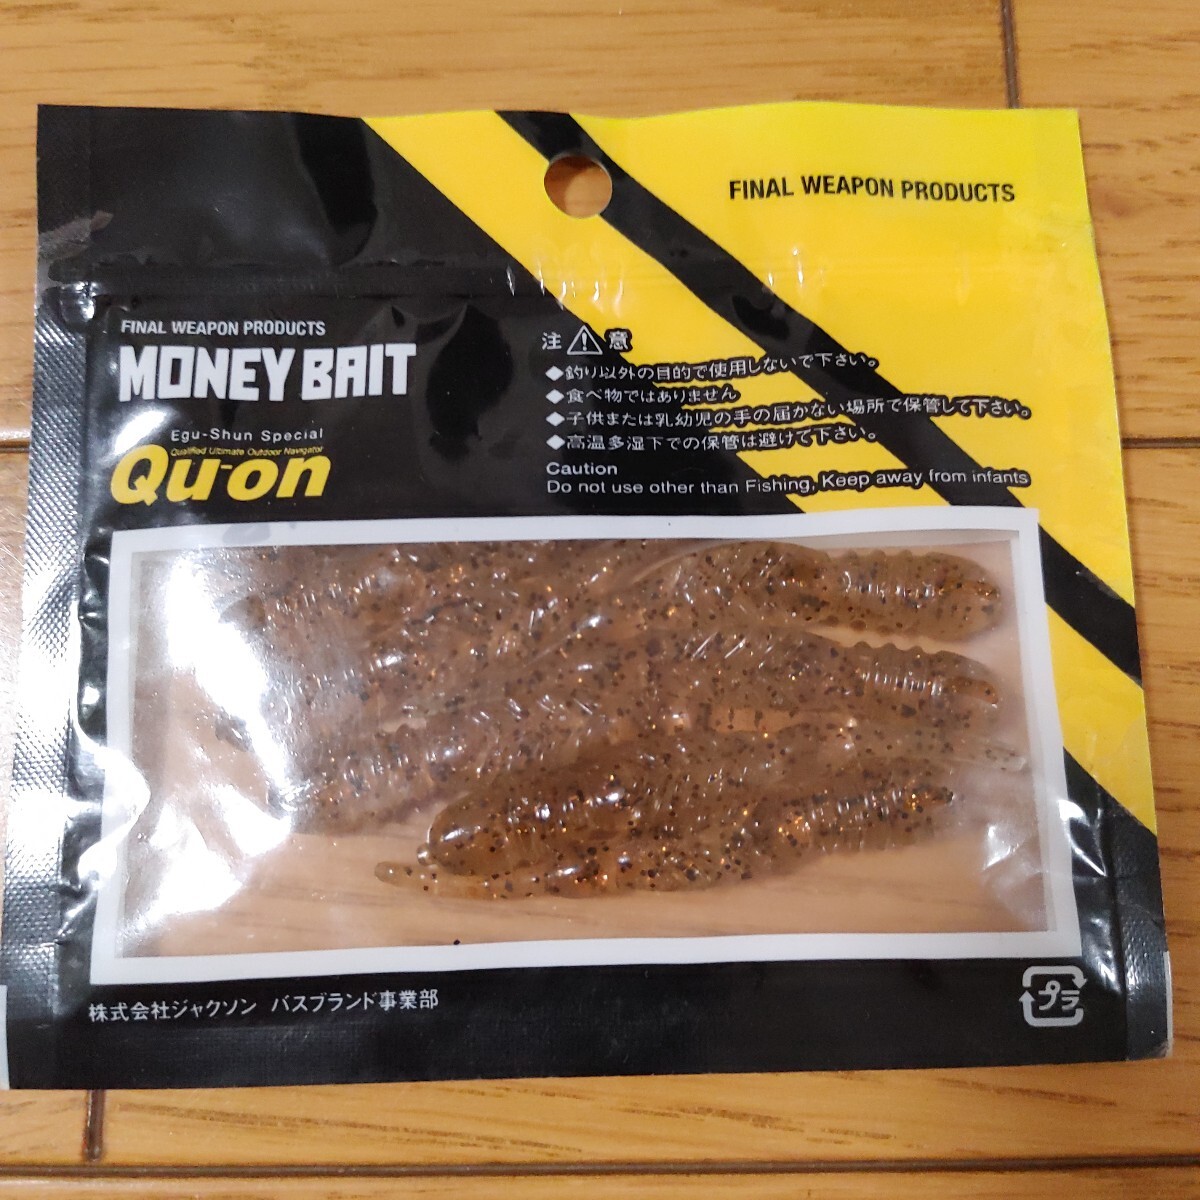 FINAL WEAPON PRODUCTS
FINAL WEAPON PRODUCTS
MONEY BAIT
Egu-Shun Special
Qualified Ultimate Outdoor Navigator
Qu-on
注意
◆釣り以外の目的で使用しないで下さい。
◆食べ物ではありません
◆子供または乳幼児の手の届かない場所で保管して下さい。
◆高温多湿下での保管は避けて下さい。
Caution
Do not use other than Fishing, Keep away from infants
株式会社ジャクソン バスブランド事業部
プラ